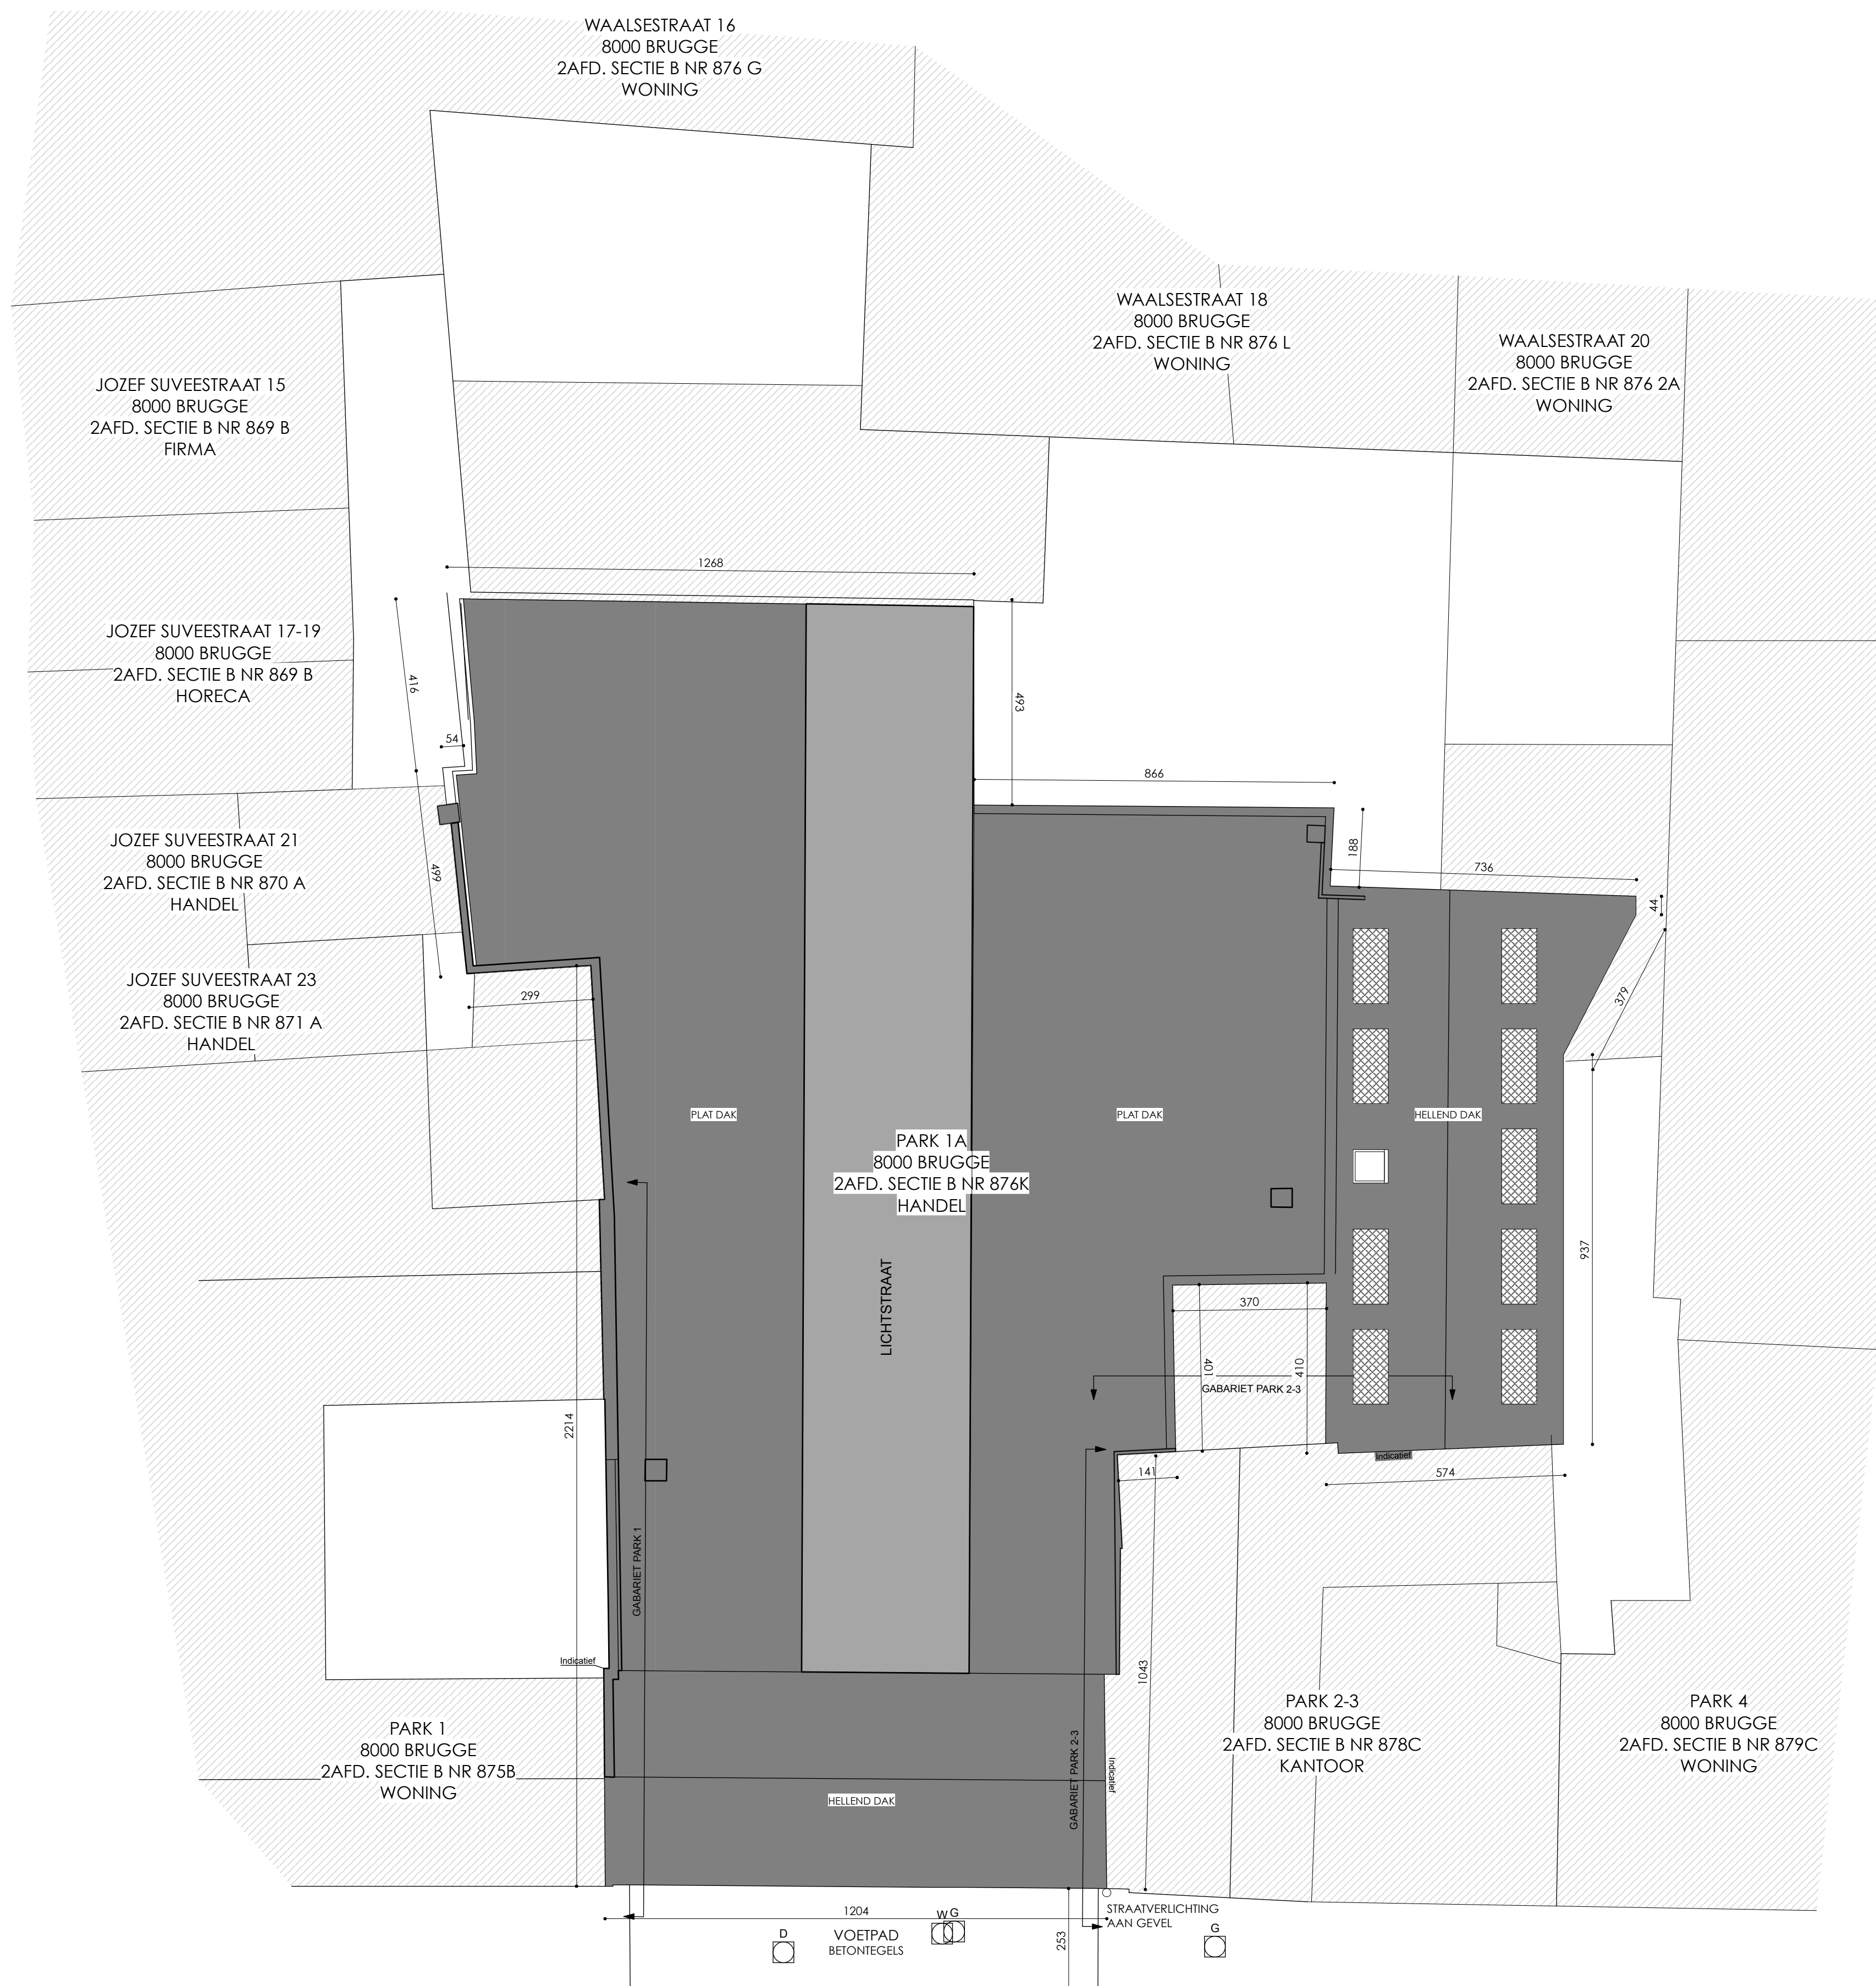 WAALSESTRAAT 16
8000 BRUGGE
2AFD. SECTIE B NR 876 G
WONING
WAALSESTRAAT 18
8000 BRUGGE
2AFD. SECTIE B NR 876 L
WONING
WAALSESTRAAT 20
8000 BRUGGE
2AFD. SECTIE B NR 876 2A
WONING
JOZEF SUVEESTRAAT 15
8000 BRUGGE
2AFD. SECTIE B NR 869 B
FIRMA
1268
JOZEF SUVEESTRAAT 17-19
8000 BRUGGE
2AFD. SECTIE B NR 869 B
HORECA
416
493
54
866
JOZEF SUVEESTRAAT 21
8000 BRUGGE
2AFD. SECTIE B NR 870 A
HANDEL
499
188
736
44
JOZEF SUVEESTRAAT 23
8000 BRUGGE
2AFD. SECTIE B NR 871 A
HANDEL
299
379
PLAT DAK
PLAT DAK
HELLEND DAK
PARK 1A
8000 BRUGGE
2AFD. SECTIE B NR 876K
HANDEL
LICHTSTRAAT
937
370
401
410
GABARIET PARK 2-3
2214
Indicatief
141
574
GABARIET PARK 1
Indicatief
1043
PARK 1
8000 BRUGGE
2AFD. SECTIE B NR 875B
WONING
PARK 2-3
8000 BRUGGE
2AFD. SECTIE B NR 878C
KANTOOR
PARK 4
8000 BRUGGE
2AFD. SECTIE B NR 879C
WONING
GABARIET PARK 2-3
Indicatief
HELLEND DAK
1204
STRAATVERLICHTING
AAN GEVEL
D
VOETPAD
BETONTEGELS
W G
253
G